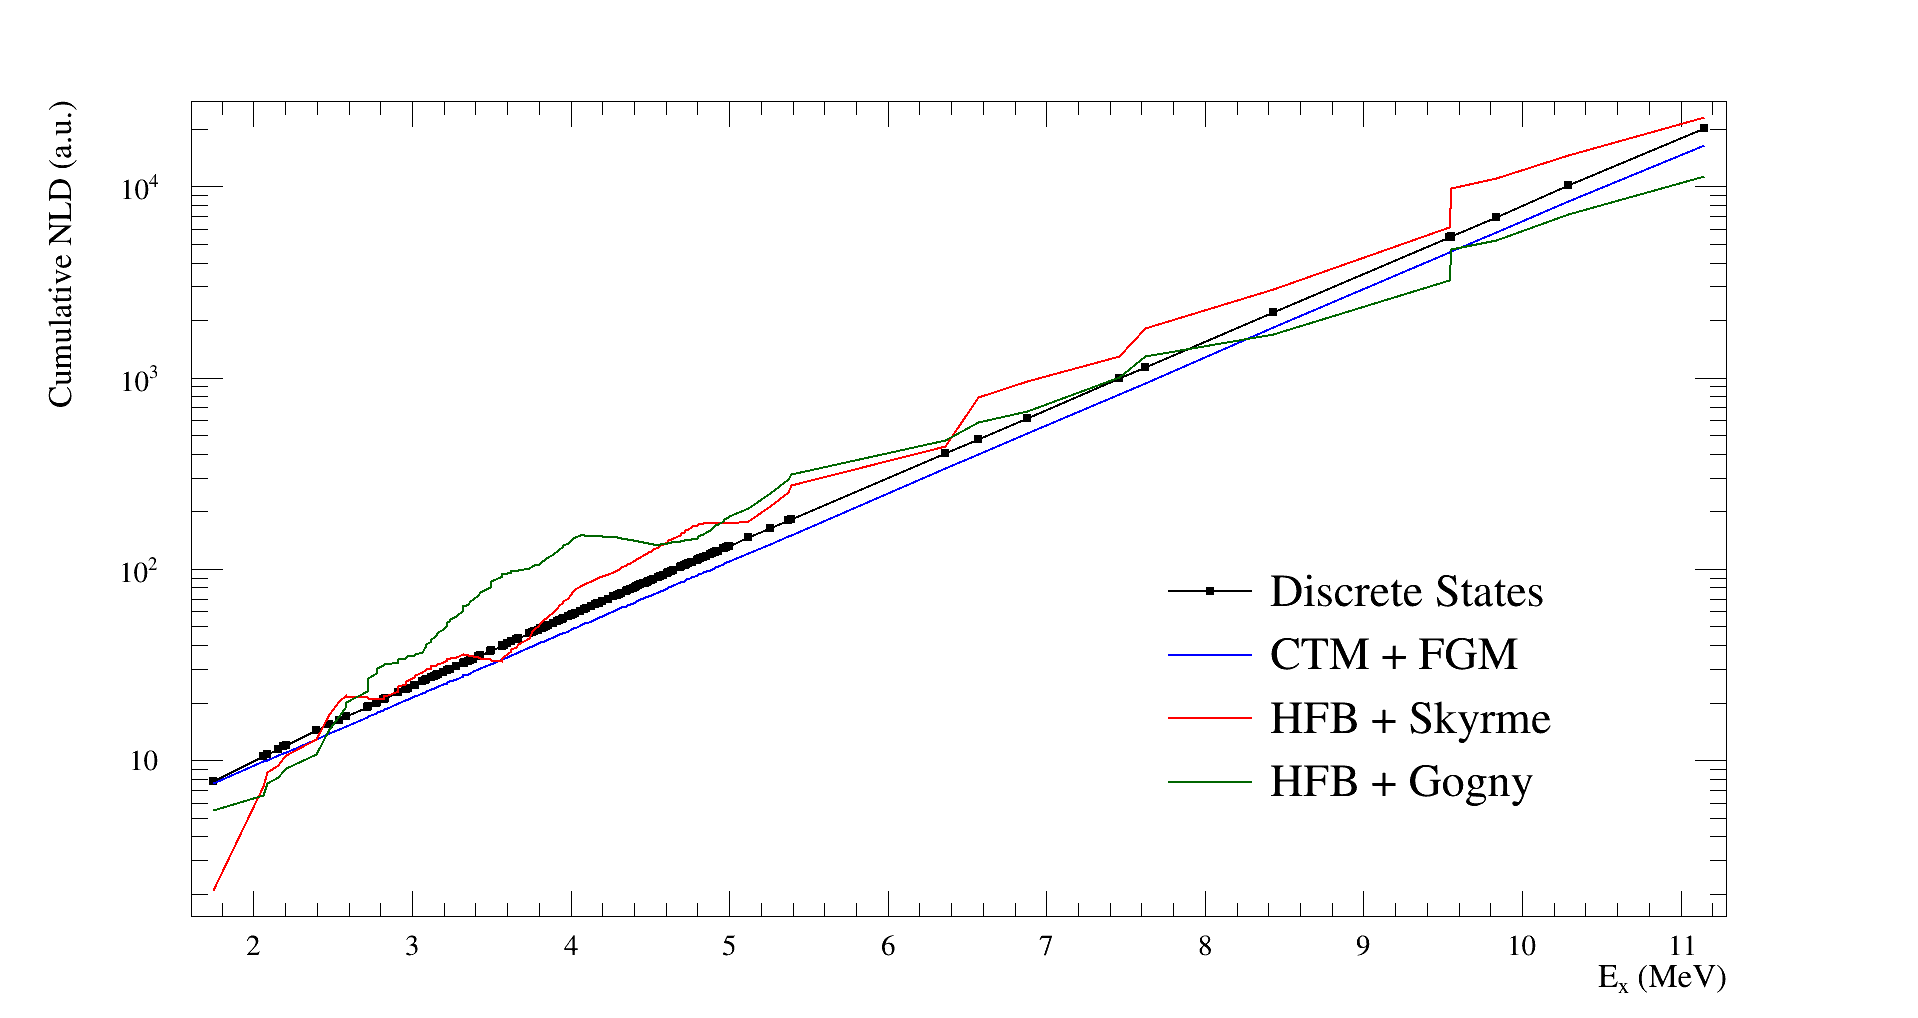 Cumulative NLD (a.u.)
10⁴
10³
10²
10
Discrete States
CTM + FGM
HFB + Skyrme
HFB + Gogny
2 3 4 5 6 7 8 9 10 11
Eₓ (MeV)